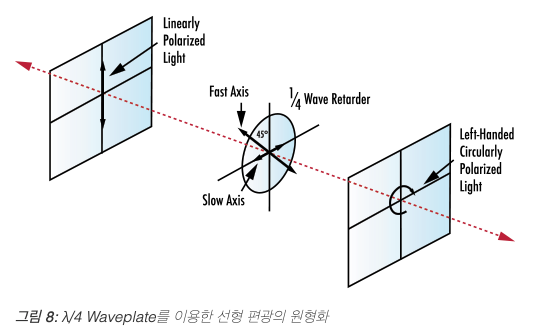 Linearly
Polarized
Light
Fast Axis
1/4 Wave Retarder
45°
Left-Handed
Circularly
Polarized
Light
Slow Axis
그림 8: λ/4 Waveplate를 이용한 선형 편광의 원형화